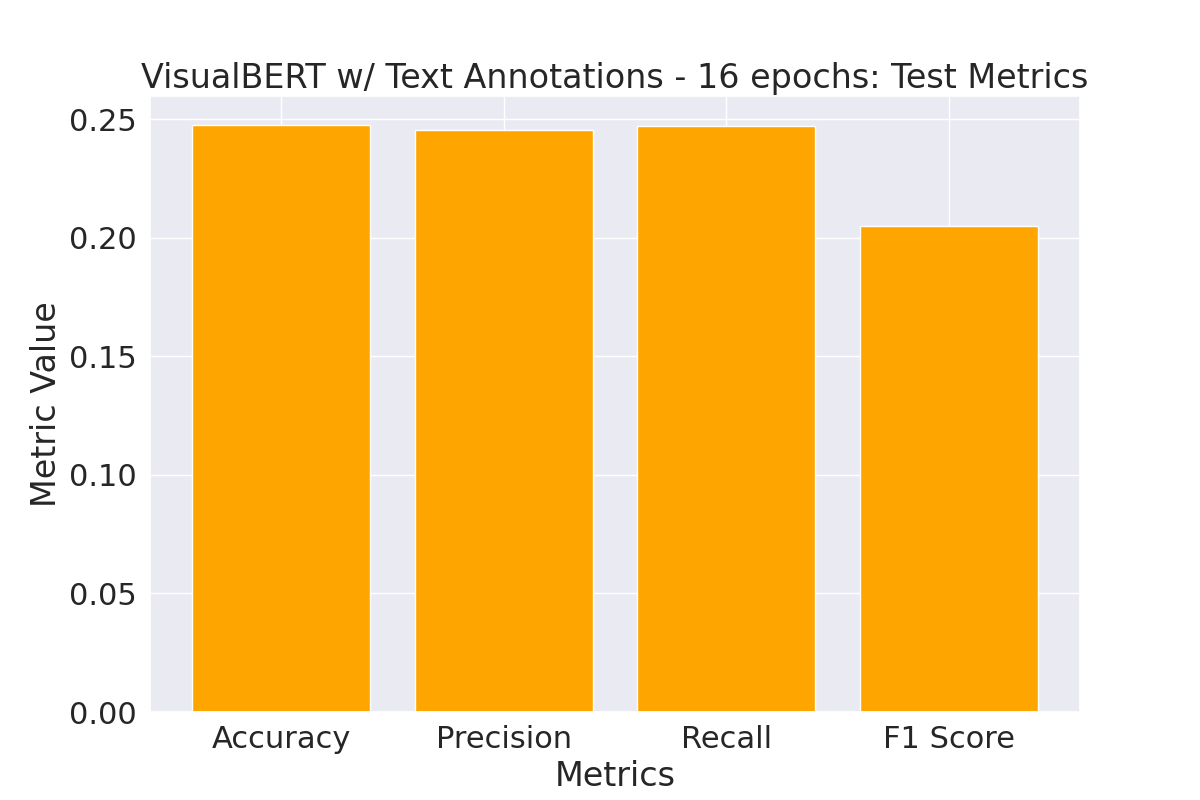 VisualBERT w/ Text Annotations - 16 epochs: Test Metrics
0.25
0.20
0.15
0.10
0.05
0.00
Metric Value
Accuracy Precision Recall F1 Score
Metrics